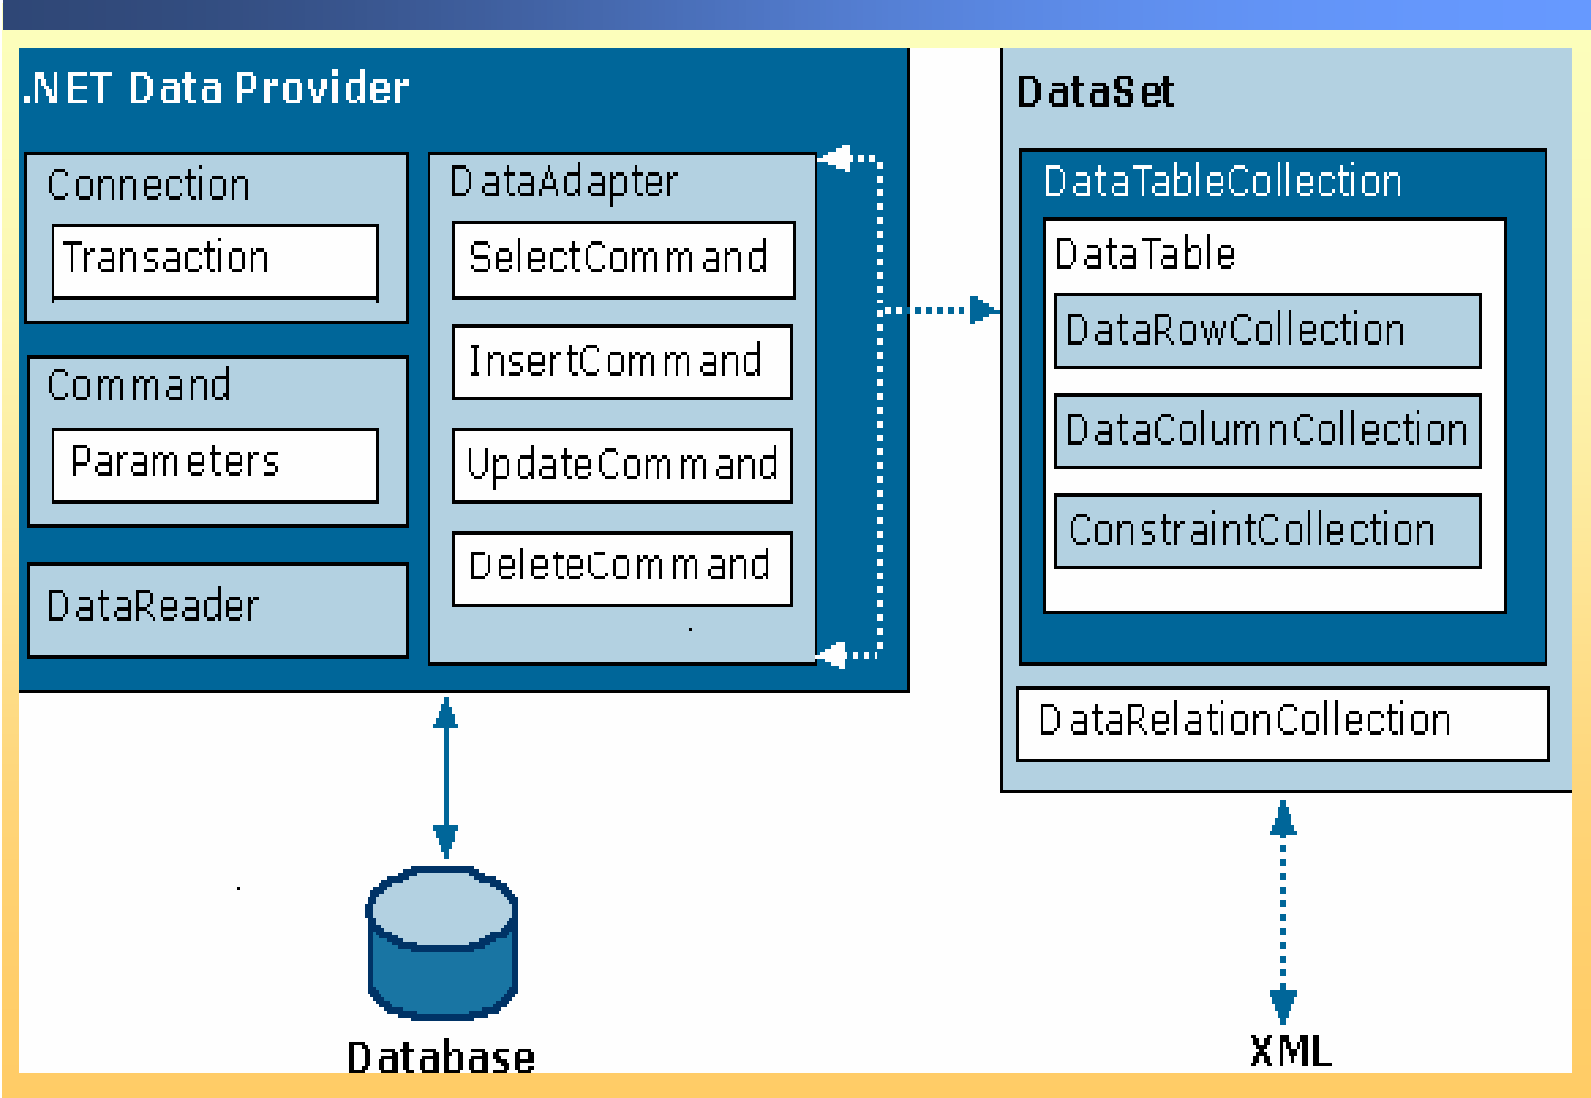 .NET Data Provider
Connection
Transaction
Command
Parameters
DataReader
DataAdapter
SelectCommand
InsertCommand
UpdateCommand
DeleteCommand
DataSet
DataTableCollection
DataTable
DataRowCollection
DataColumnCollection
ConstraintCollection
DataRelationCollection
Database
XML